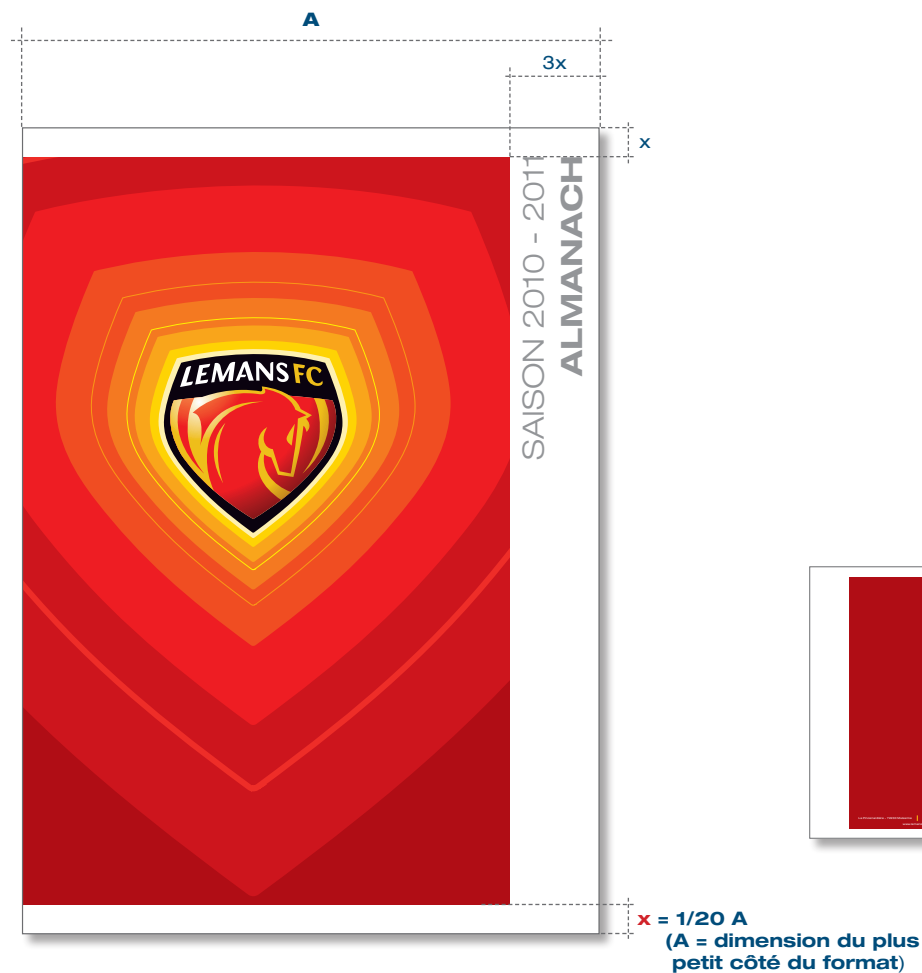 A
3x
x
SAISON 2010 - 2011
ALMANACH
LEMANS FC
x = 1/20 A
(A = dimension du plus
petit côté du format)